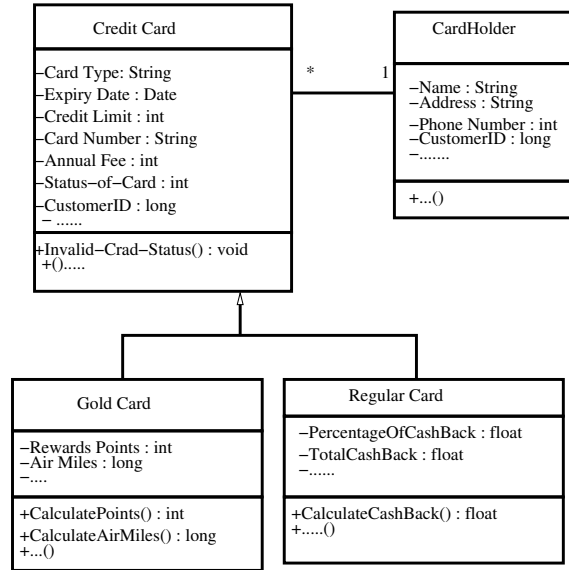 Credit Card
−Card Type: String
−Expiry Date : Date
−Credit Limit : int
−Card Number : String
−Annual Fee : int
−Status−of−Card : int
−CustomerID : long
− ......
+Invalid−Crad−Status() : void
+().....
*
1
CardHolder
−Name : String
−Address : String
−Phone Number : int
−CustomerID : long
−.......
+...()
Gold Card
−Rewards Points : int
−Air Miles : long
−....
+CalculatePoints() : int
+CalculateAirMiles() : long
+...()
Regular Card
−PercentageOfCashBack : float
−TotalCashBack : float
−......
+CalculateCashBack() : float
+.....()